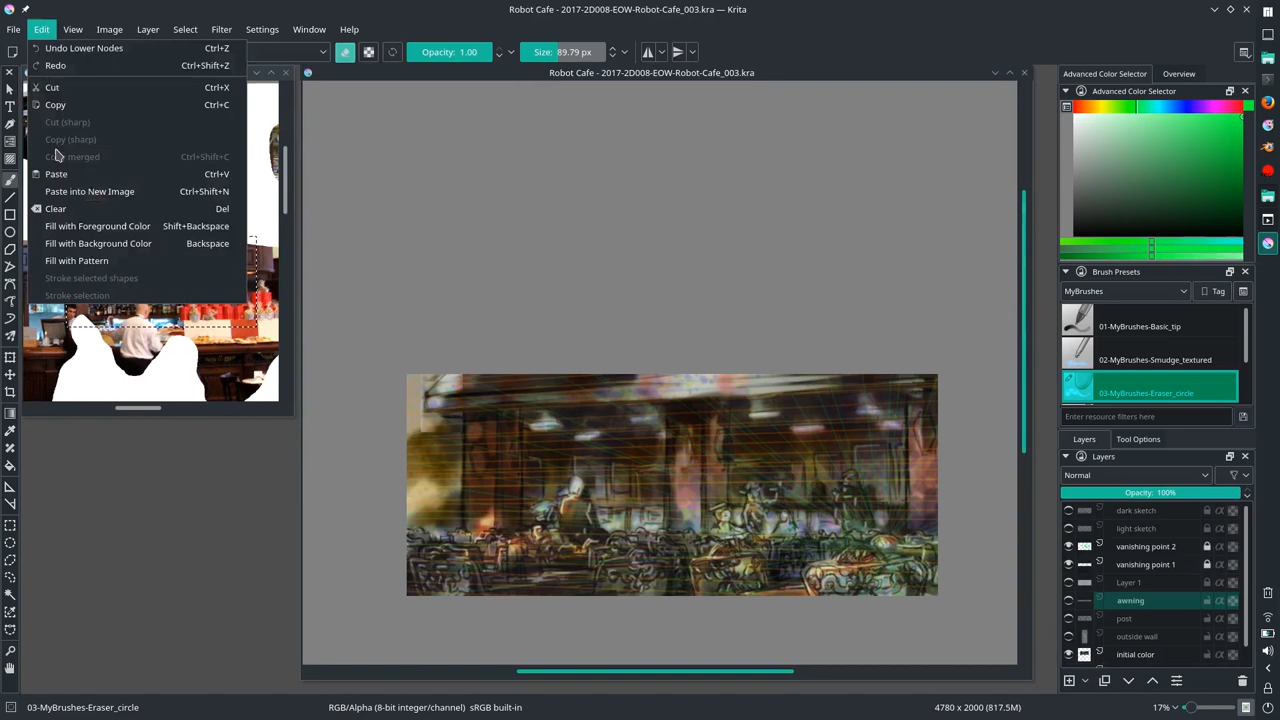 Robot Cafe - 2017-2D008-EOW-Robot-Cafe_003.kra — Krita
File Edit View Image Layer Select Filter Settings Window Help
Opacity: 1.00
Size: 89.79 px
Undo Lower Nodes Ctrl+Z
Redo Ctrl+Shift+Z
Cut Ctrl+X
Copy Ctrl+C
Cut (sharp)
Copy (sharp)
merged Ctrl+Shift+C
Paste Ctrl+V
Paste into New Image Ctrl+Shift+N
Clear Del
Fill with Foreground Color Shift+Backspace
Fill with Background Color Backspace
Fill with Pattern
Stroke selected shapes
Stroke selection
Robot Cafe - 2017-2D008-EOW-Robot-Cafe_003.kra
Advanced Color Selector Overview
Advanced Color Selector
Brush Presets
MyBrushes Tag
01-MyBrushes-Basic_tip
02-MyBrushes-Smudge_textured
03-MyBrushes-Eraser_circle
Enter resource filters here
Layers Tool Options
Layers
Normal
Opacity: 100%
dark sketch
light sketch
vanishing point 2
vanishing point 1
Layer 1
awning
post
outside wall
initial color
03-MyBrushes-Eraser_circle
RGB/Alpha (8-bit integer/channel) sRGB built-in
4780 x 2000 (817.5M)
17%